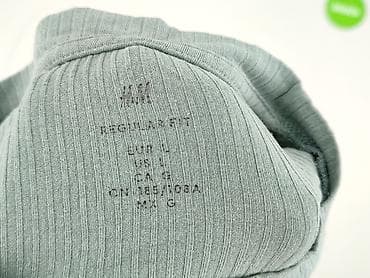 H&M
REGULAR FIT
EUR L
US L
CA G
CN 185/108A
MX G